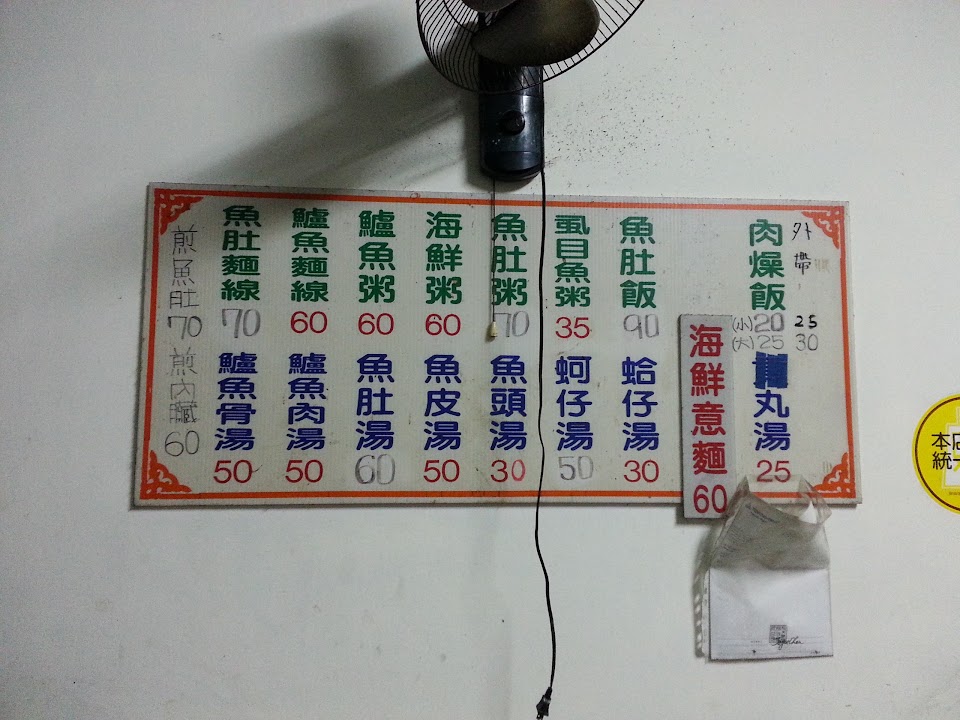 肉燥飯
(小)20
(大)25
外帶
25
30
魚肚飯
90
虱目魚粥
35
魚肚粥
70
海鮮粥
60
鱸魚粥
60
鱸魚麵線
60
魚肚麵線
70
煎魚肚
70
丸湯
25
海鮮意麵
60
蛤仔湯
30
蚵仔湯
50
魚頭湯
30
魚皮湯
50
魚肚湯
60
鱸魚肉湯
50
鱸魚骨湯
50
煎內臟
60
本店
統一